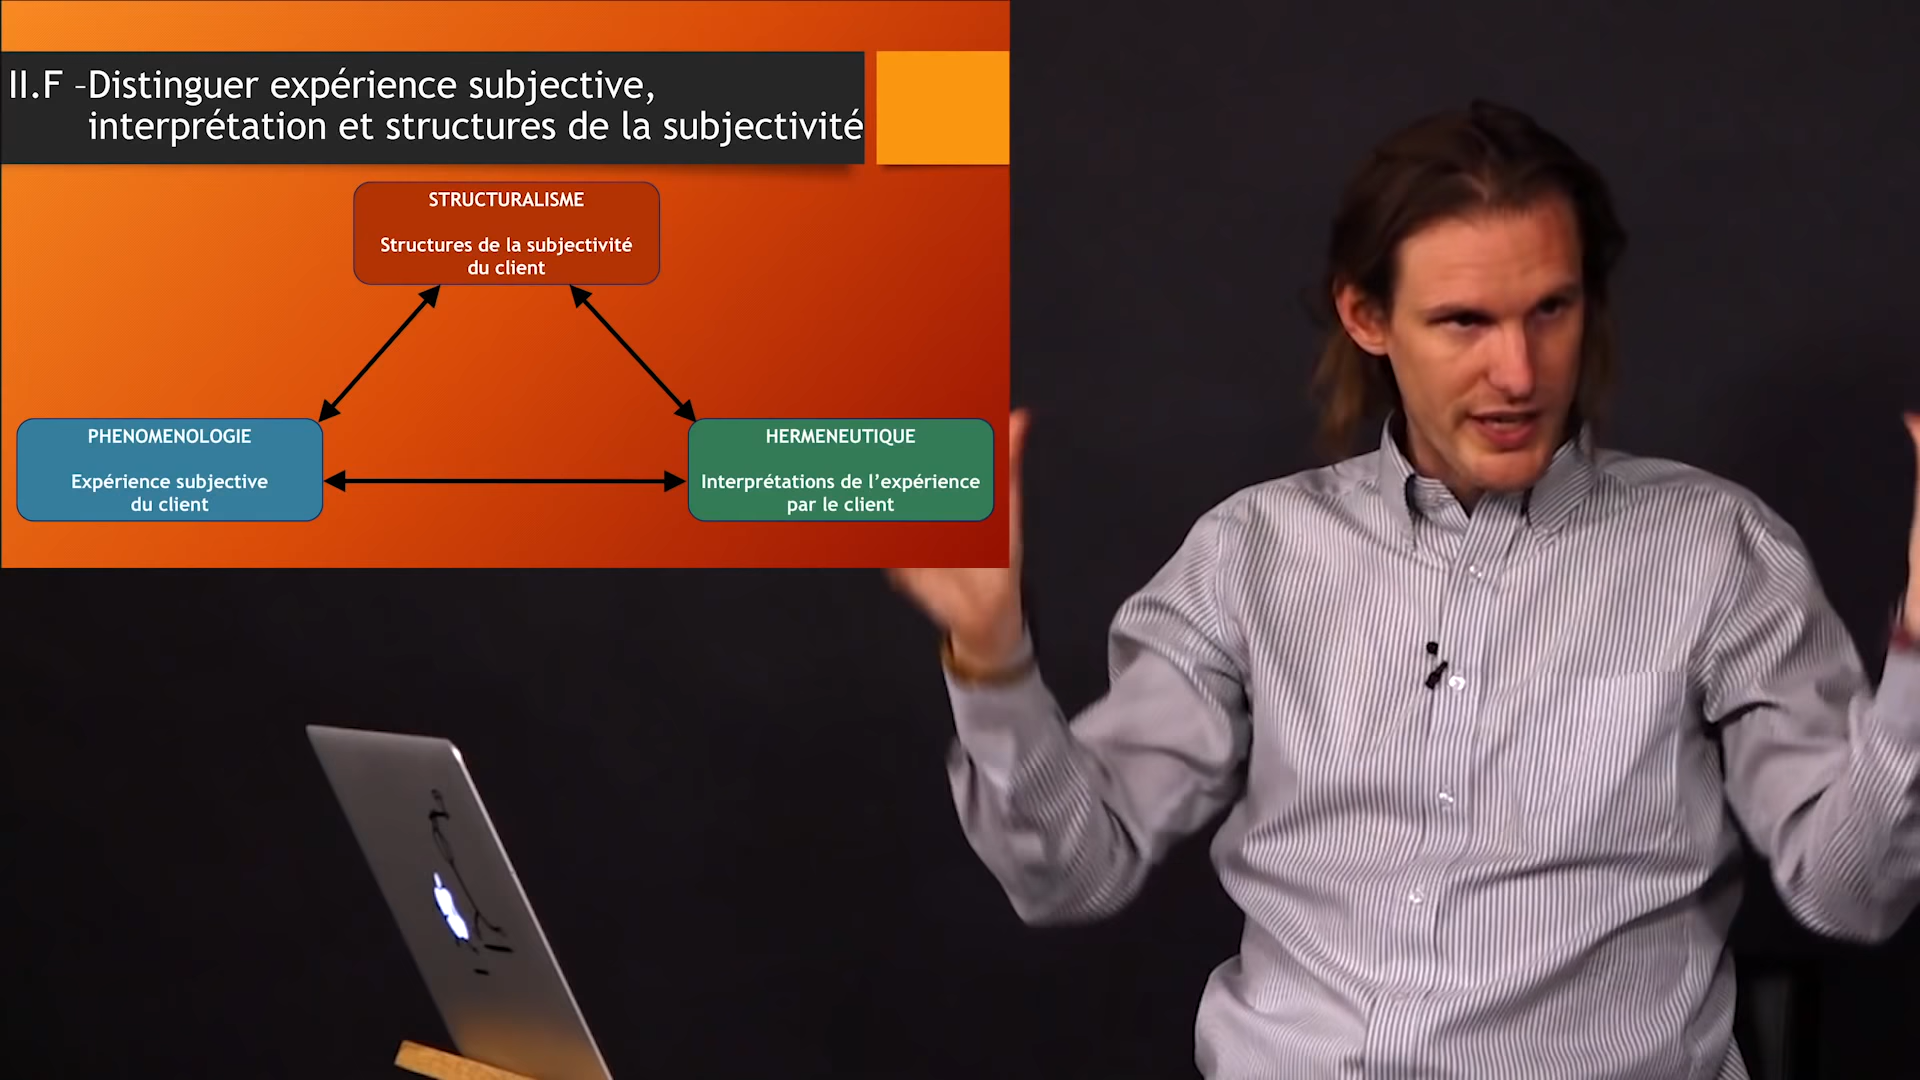 II.F –Distinguer expérience subjective,
interprétation et structures de la subjectivité
STRUCTURALISME
Structures de la subjectivité
du client
PHENOMENOLOGIE
Expérience subjective
du client
HERMENEUTIQUE
Interprétations de l’expérience
par le client